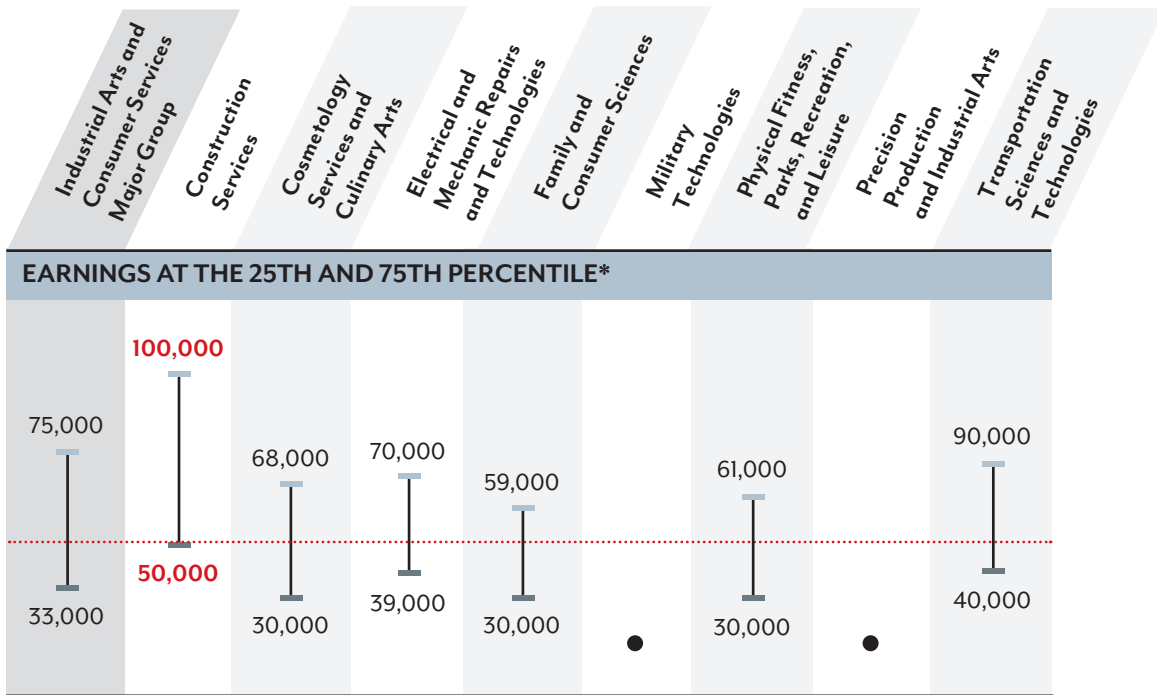 Industrial Arts and
Consumer Services
Major Group
Construction
Services
Cosmetology
Services and
Culinary Arts
Electrical and
Mechanic Repairs
and Technologies
Family and
Consumer Sciences
Military
Technologies
Physical Fitness,
Parks, Recreation,
and Leisure
Precision
Production
and Industrial Arts
Transportation
Sciences and
Technologies
EARNINGS AT THE 25TH AND 75TH PERCENTILE*
100,000
75,000
68,000
70,000
59,000
61,000
90,000
50,000
33,000
30,000
39,000
30,000
30,000
40,000